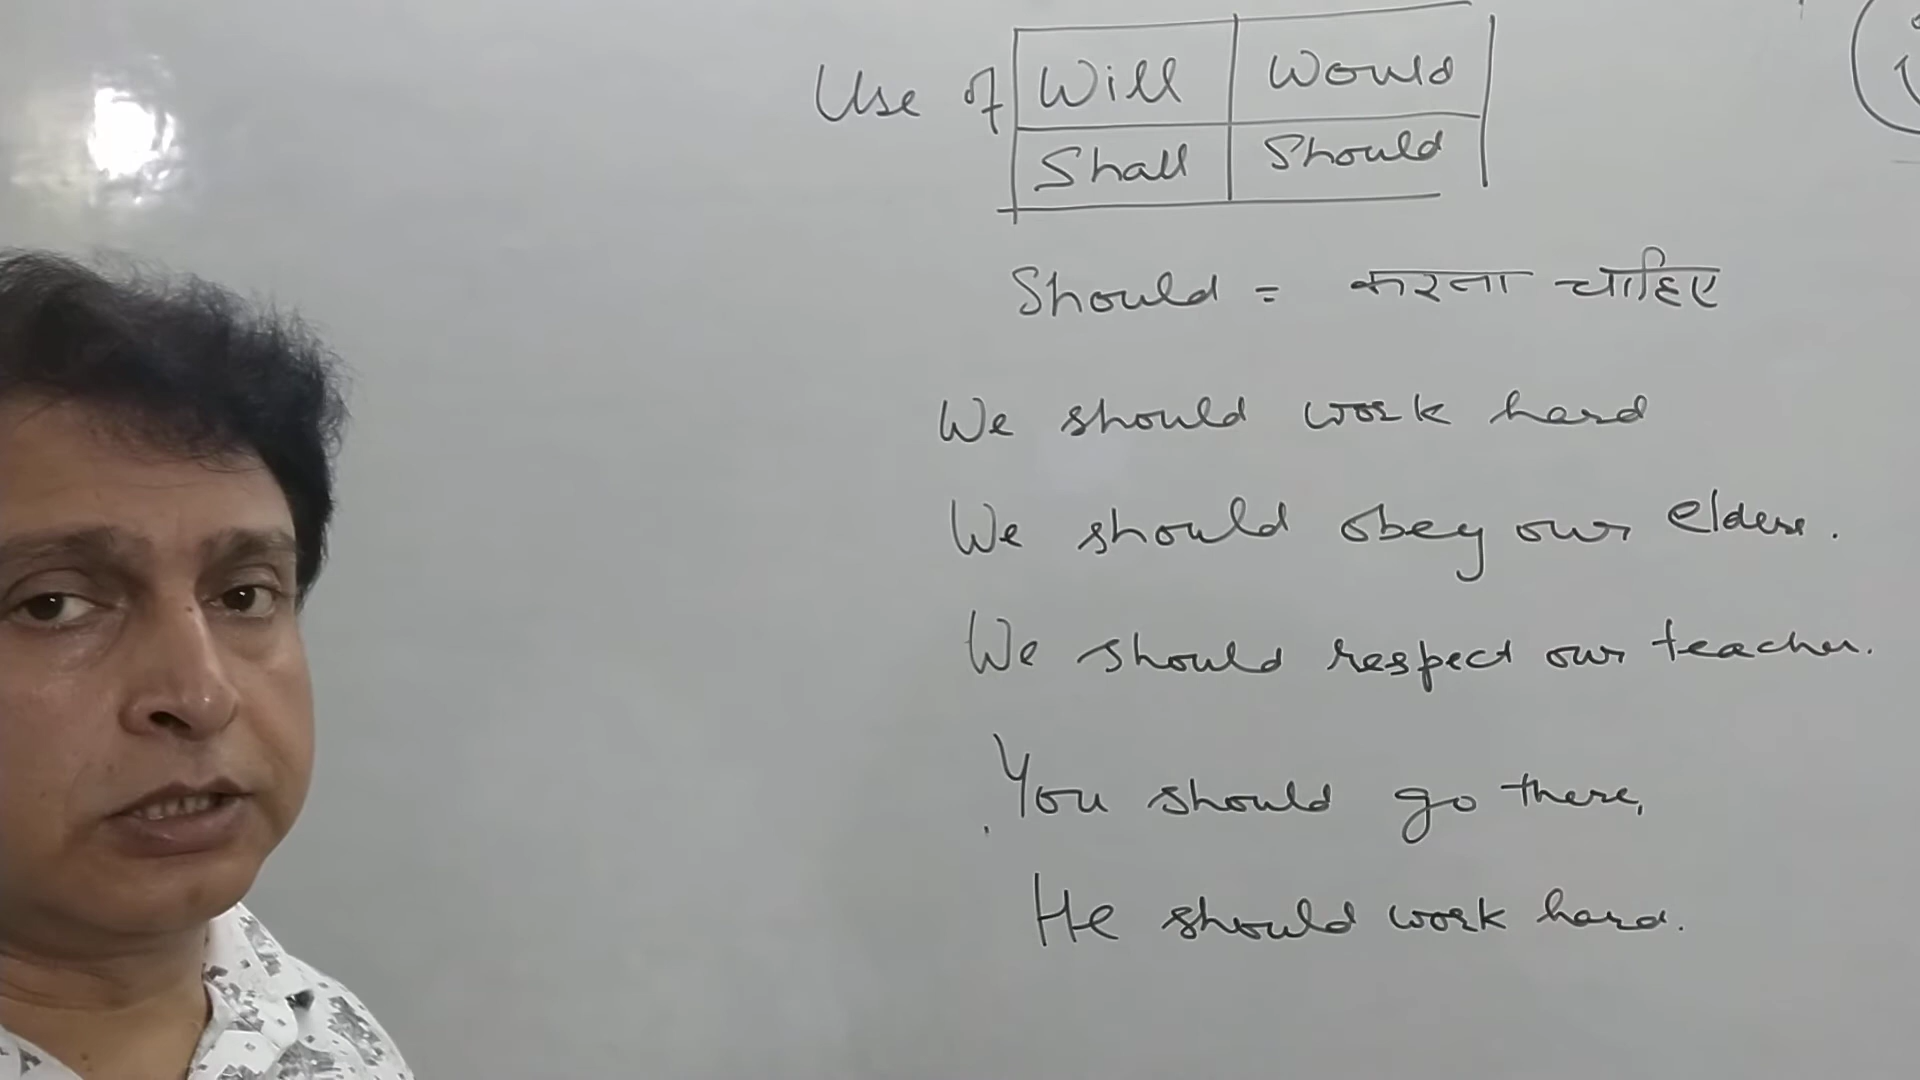 Use of Will Would
Shall Should
Should = करना चाहिए
We should work hard
We should obey our elders.
We should respect our teacher.
You should go there.
He should work hard.